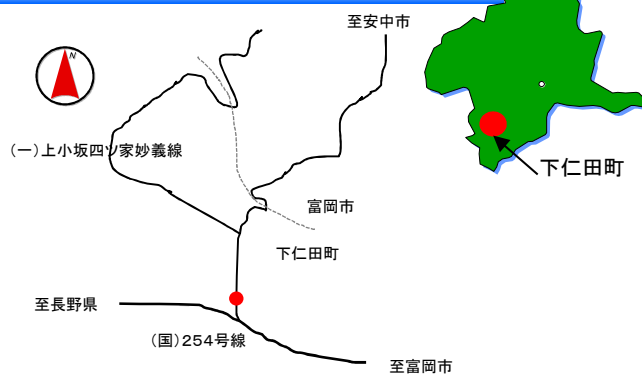 至安中市
N
(一)上小坂四ツ家妙義線
下仁田町
富岡市
下仁田町
至長野県
(国)254号線
至富岡市